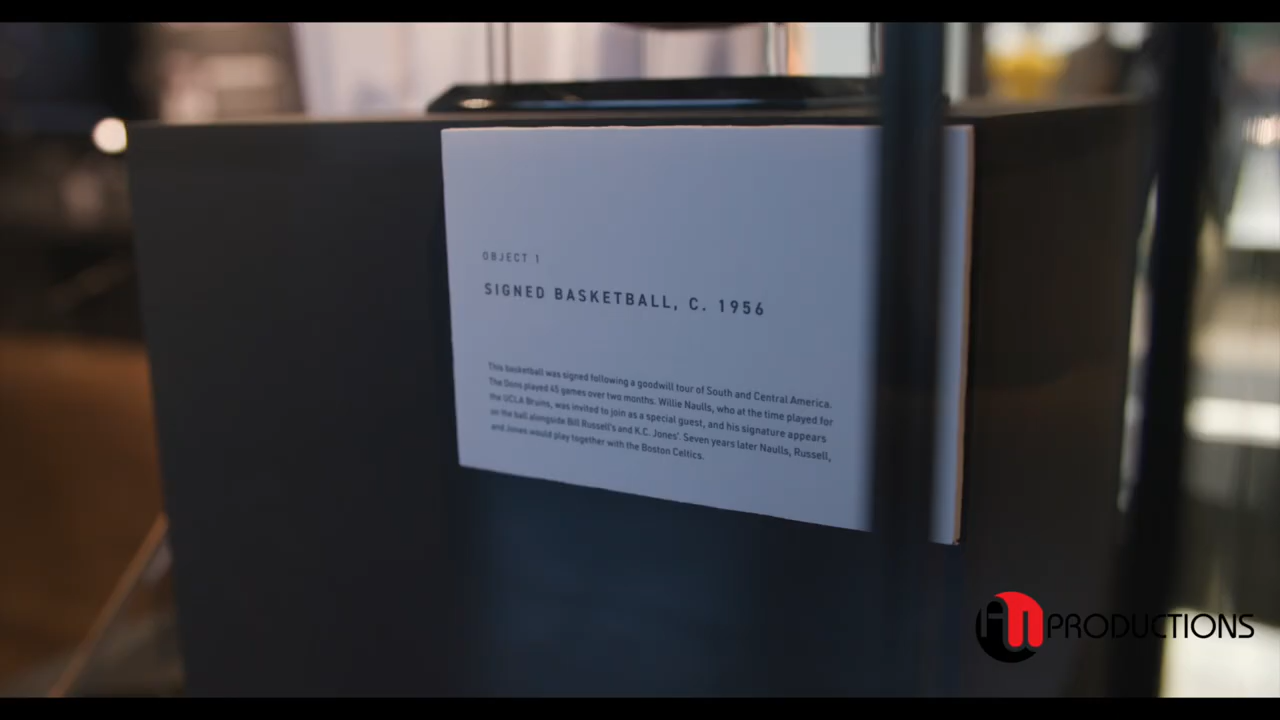 OBJECT 1
SIGNED BASKETBALL, C. 1956
This basketball was signed following a goodwill tour of South and Central America.
The Dons played 45 games over two months. Willie Naulls, who at the time played for
the UCLA Bruins, was invited to join as a special guest, and his signature appears
on the ball alongside Bill Russell's and K.C. Jones'. Seven years later Naulls, Russell,
and Jones would play together with the Boston Celtics.
PRODUCTIONS